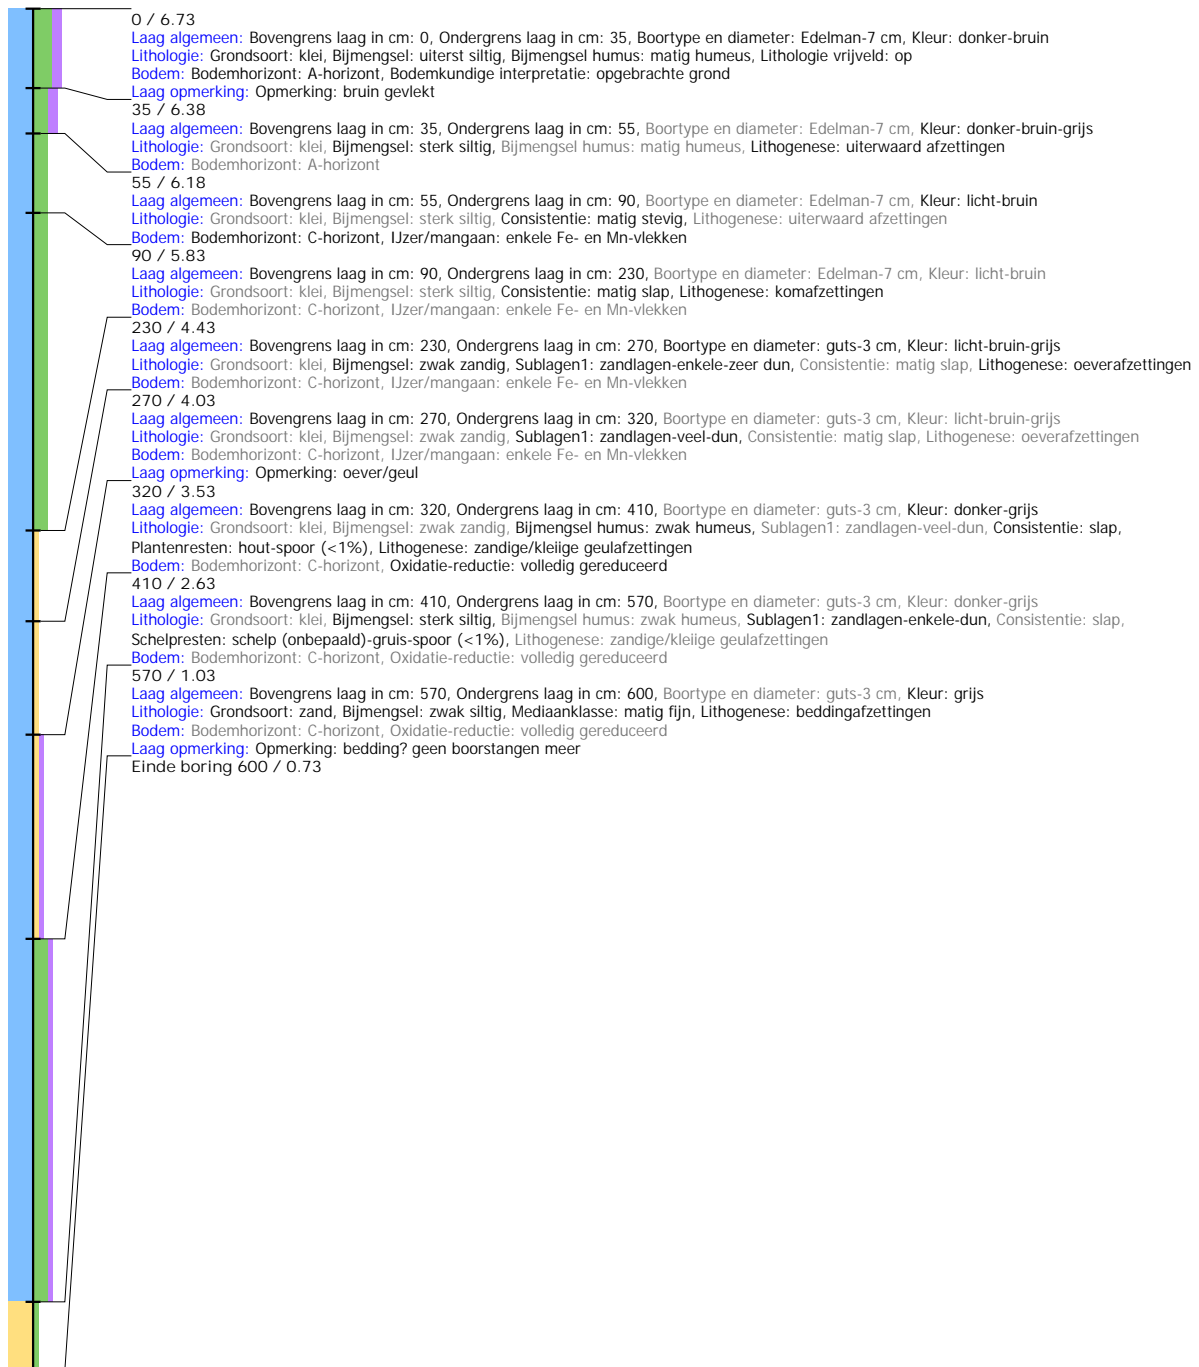 0 / 6.73
Laag algemeen: Bovengrens laag in cm: 0, Ondergrens laag in cm: 35, Boortype en diameter: Edelman-7 cm, Kleur: donker-bruin
Lithologie: Grondsoort: klei, Bijmengsel: uiterst siltig, Bijmengsel humus: matig humeus, Lithologie vrijveld: op
Bodem: Bodemhorizont: A-horizont, Bodemkundige interpretatie: opgebrachte grond
Laag opmerking: Opmerking: bruin gevlekt
35 / 6.38
Laag algemeen: Bovengrens laag in cm: 35, Ondergrens laag in cm: 55, Boortype en diameter: Edelman-7 cm, Kleur: donker-bruin-grijs
Lithologie: Grondsoort: klei, Bijmengsel: sterk siltig, Bijmengsel humus: matig humeus, Lithogenese: uiterwaard afzettingen
Bodem: Bodemhorizont: A-horizont
55 / 6.18
Laag algemeen: Bovengrens laag in cm: 55, Ondergrens laag in cm: 90, Boortype en diameter: Edelman-7 cm, Kleur: licht-bruin
Lithologie: Grondsoort: klei, Bijmengsel: sterk siltig, Consistentie: matig stevig, Lithogenese: uiterwaard afzettingen
Bodem: Bodemhorizont: C-horizont, IJzer/mangaan: enkele Fe- en Mn-vlekken
90 / 5.83
Laag algemeen: Bovengrens laag in cm: 90, Ondergrens laag in cm: 230, Boortype en diameter: Edelman-7 cm, Kleur: licht-bruin
Lithologie: Grondsoort: klei, Bijmengsel: sterk siltig, Consistentie: matig slap, Lithogenese: komafzettingen
Bodem: Bodemhorizont: C-horizont, IJzer/mangaan: enkele Fe- en Mn-vlekken
230 / 4.43
Laag algemeen: Bovengrens laag in cm: 230, Ondergrens laag in cm: 270, Boortype en diameter: guts-3 cm, Kleur: licht-bruin-grijs
Lithologie: Grondsoort: klei, Bijmengsel: zwak zandig, Sublagen1: zandlagen-enkele-zeer dun, Consistentie: matig slap, Lithogenese: oeverafzettingen
Bodem: Bodemhorizont: C-horizont, IJzer/mangaan: enkele Fe- en Mn-vlekken
270 / 4.03
Laag algemeen: Bovengrens laag in cm: 270, Ondergrens laag in cm: 320, Boortype en diameter: guts-3 cm, Kleur: licht-bruin-grijs
Lithologie: Grondsoort: klei, Bijmengsel: zwak zandig, Sublagen1: zandlagen-veel-dun, Consistentie: matig slap, Lithogenese: oeverafzettingen
Bodem: Bodemhorizont: C-horizont, IJzer/mangaan: enkele Fe- en Mn-vlekken
Laag opmerking: Opmerking: oever/geul
320 / 3.53
Laag algemeen: Bovengrens laag in cm: 320, Ondergrens laag in cm: 410, Boortype en diameter: guts-3 cm, Kleur: donker-grijs
Lithologie: Grondsoort: klei, Bijmengsel: zwak zandig, Bijmengsel humus: zwak humeus, Sublagen1: zandlagen-veel-dun, Consistentie: slap,
Plantenresten: hout-spoor (<1%), Lithogenese: zandige/kleiige geulafzettingen
Bodem: Bodemhorizont: C-horizont, Oxidatie-reductie: volledig gereduceerd
410 / 2.63
Laag algemeen: Bovengrens laag in cm: 410, Ondergrens laag in cm: 570, Boortype en diameter: guts-3 cm, Kleur: donker-grijs
Lithologie: Grondsoort: klei, Bijmengsel: sterk siltig, Bijmengsel humus: zwak humeus, Sublagen1: zandlagen-enkele-dun, Consistentie: slap,
Schelpresten: schelp (onbepaald)-gruis-spoor (<1%), Lithogenese: zandige/kleiige geulafzettingen
Bodem: Bodemhorizont: C-horizont, Oxidatie-reductie: volledig gereduceerd
570 / 1.03
Laag algemeen: Bovengrens laag in cm: 570, Ondergrens laag in cm: 600, Boortype en diameter: guts-3 cm, Kleur: grijs
Lithologie: Grondsoort: zand, Bijmengsel: zwak siltig, Mediaanklasse: matig fijn, Lithogenese: beddingafzettingen
Bodem: Bodemhorizont: C-horizont, Oxidatie-reductie: volledig gereduceerd
Laag opmerking: Opmerking: bedding? geen boorstangen meer
Einde boring 600 / 0.73